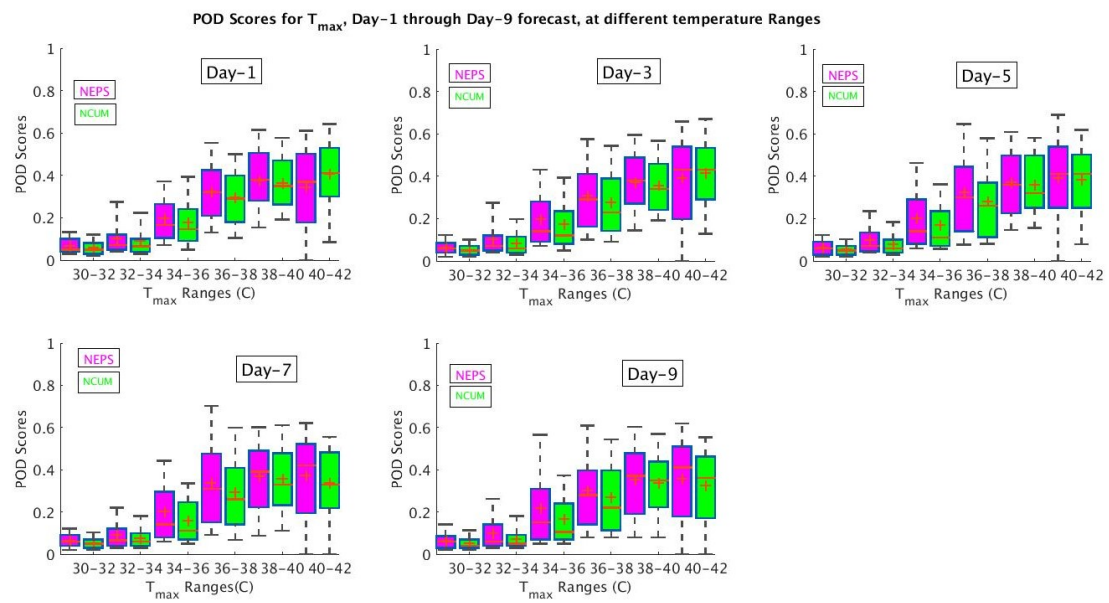 POD Scores for Tmax, Day-1 through Day-9 forecast, at different temperature Ranges
1
0.8
0.6
0.4
0.2
0
POD Scores
NEPS
NCUM
Day-1
30-32 32-34 34-36 36-38 38-40 40-42
Tmax Ranges (C)
1
0.8
0.6
0.4
0.2
0
POD Scores
NEPS
NCUM
Day-3
30-32 32-34 34-36 36-38 38-40 40-42
Tmax Ranges (C)
1
0.8
0.6
0.4
0.2
0
POD Scores
NEPS
NCUM
Day-5
30-32 32-34 34-36 36-38 38-40 40-42
Tmax Ranges (C)
1
0.8
0.6
0.4
0.2
0
POD Scores
NEPS
NCUM
Day-7
30-32 32-34 34-36 36-38 38-40 40-42
Tmax Ranges(C)
1
0.8
0.6
0.4
0.2
0
POD Scores
NEPS
NCUM
Day-9
30-32 32-34 34-36 36-38 38-40 40-42
Tmax Ranges (C)